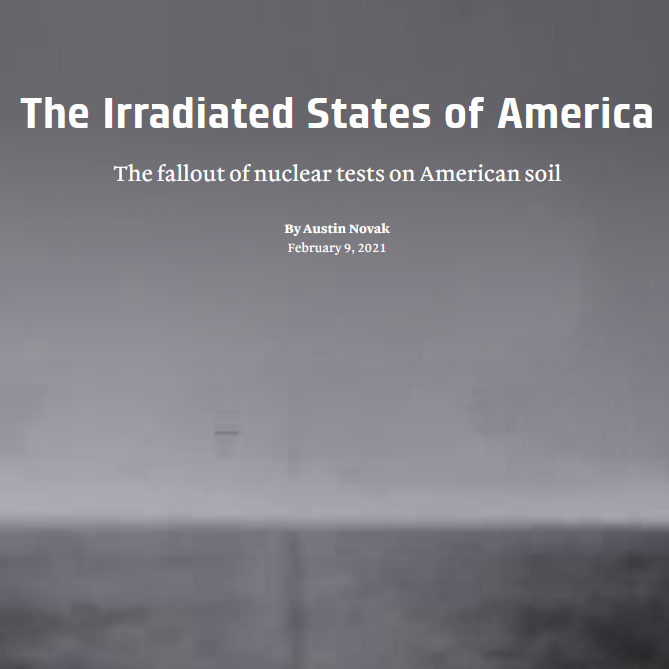 The Irradiated States of America
The fallout of nuclear tests on American soil
By Austin Novak
February 9, 2021